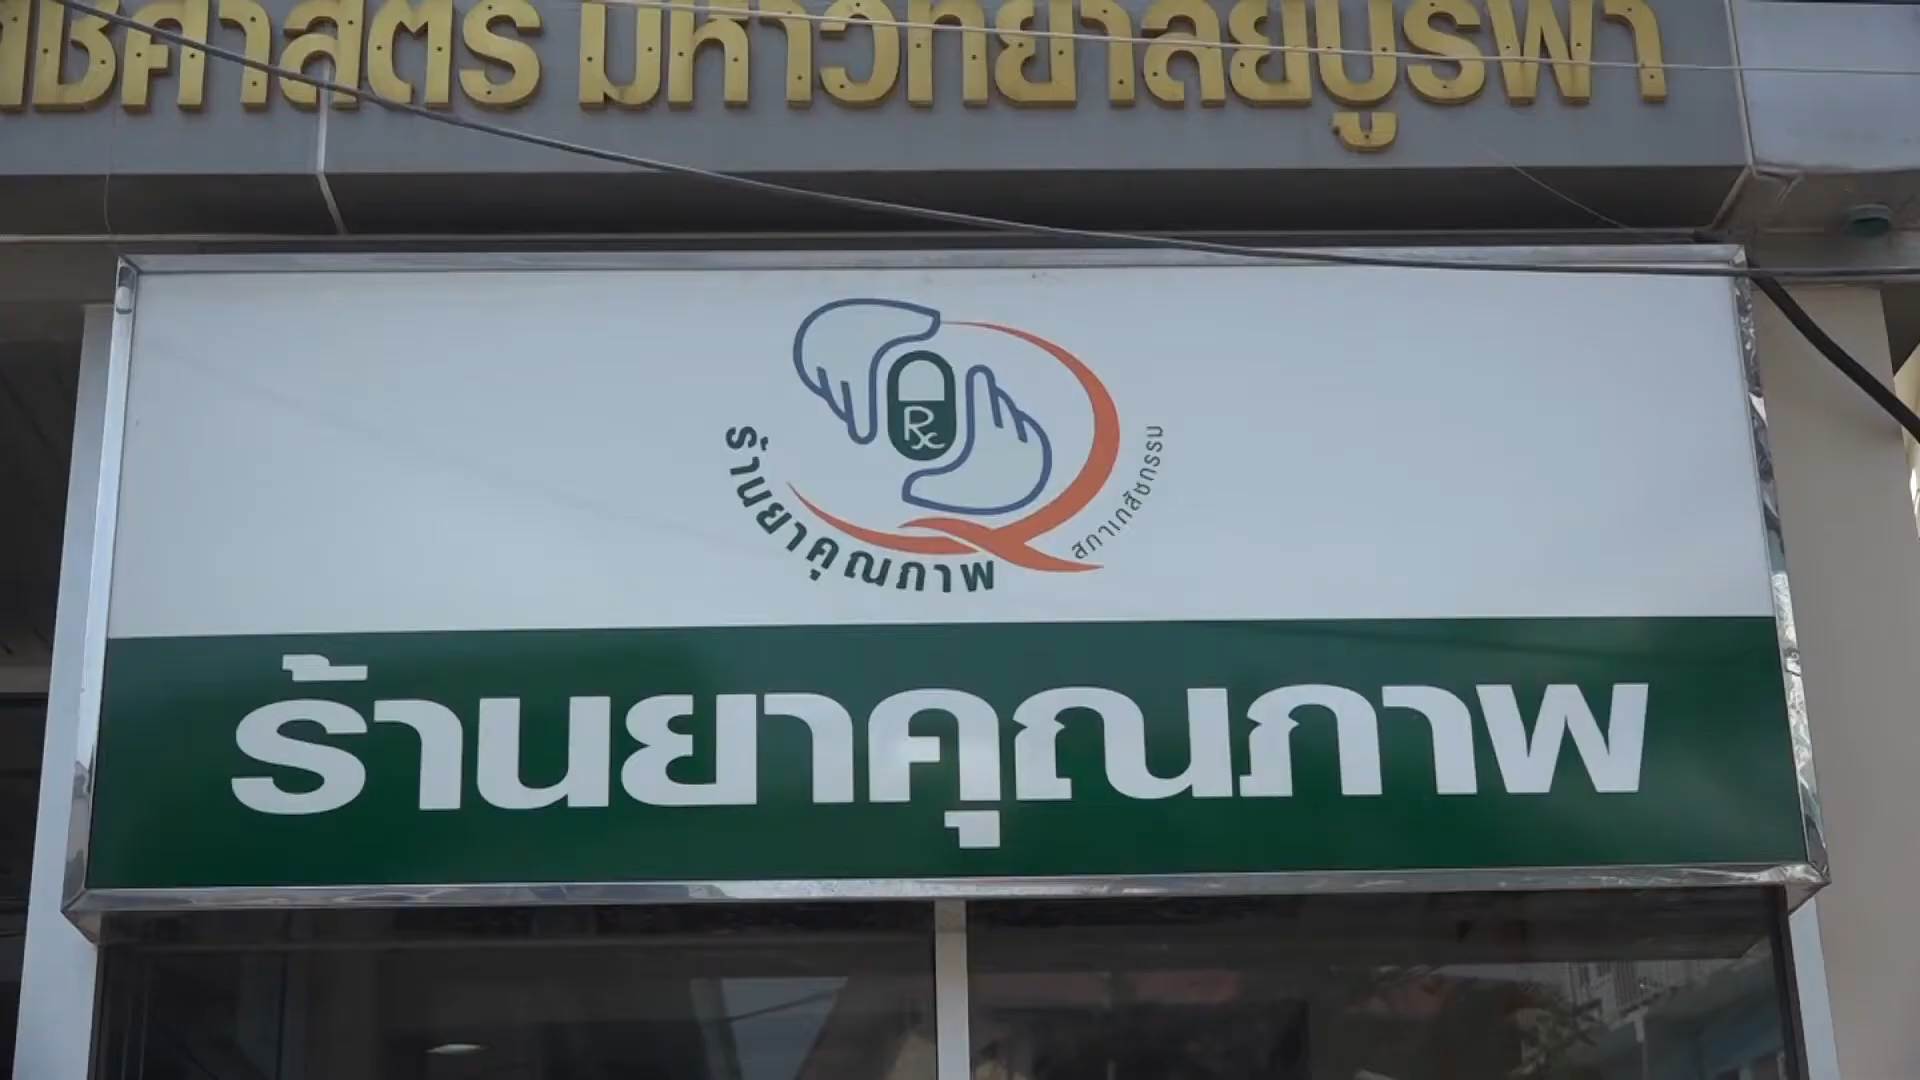 ัชศาสตร์ มหาวิทยาลัยบูรพา
Rx
ร้านยาคุณภาพ
สภาเภสัชกรรม
ร้านยาคุณภาพ